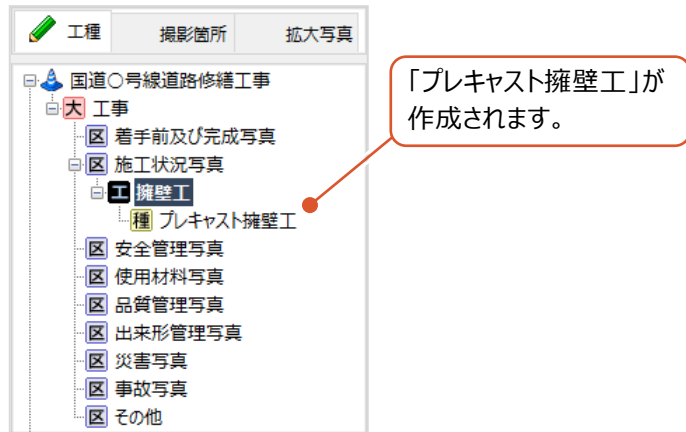 工種
撮影箇所
拡大写真
国道○号線道路修繕工事
大 工事
区 着手前及び完成写真
区 施工状況写真
工 擁壁工
種 プレキャスト擁壁工
区 安全管理写真
区 使用材料写真
区 品質管理写真
区 出来形管理写真
区 災害写真
区 事故写真
区 その他
「プレキャスト擁壁工」が
作成されます。